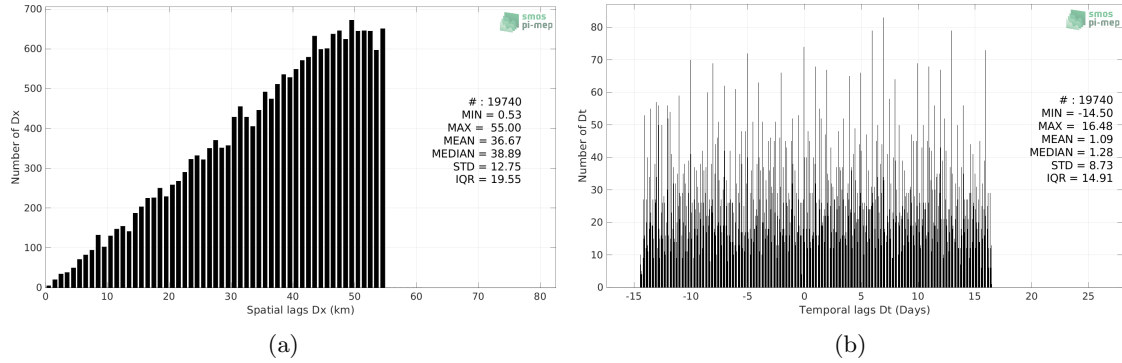 700
600
500
400
300
200
100
0
Number of Dx
0 10 20 30 40 50 60 70 80
Spatial lags Dx (km)
smos
pi-mep
# : 19740
MIN = 0.53
MAX = 55.00
MEAN = 36.67
MEDIAN = 38.89
STD = 12.75
IQR = 19.55
(a)
80
70
60
50
40
30
20
10
0
Number of Dt
-15 -10 -5 0 5 10 15 20 25
Temporal lags Dt (Days)
smos
pi-mep
# : 19740
MIN = -14.50
MAX = 16.48
MEAN = 1.09
MEDIAN = 1.28
STD = 8.73
IQR = 14.91
(b)